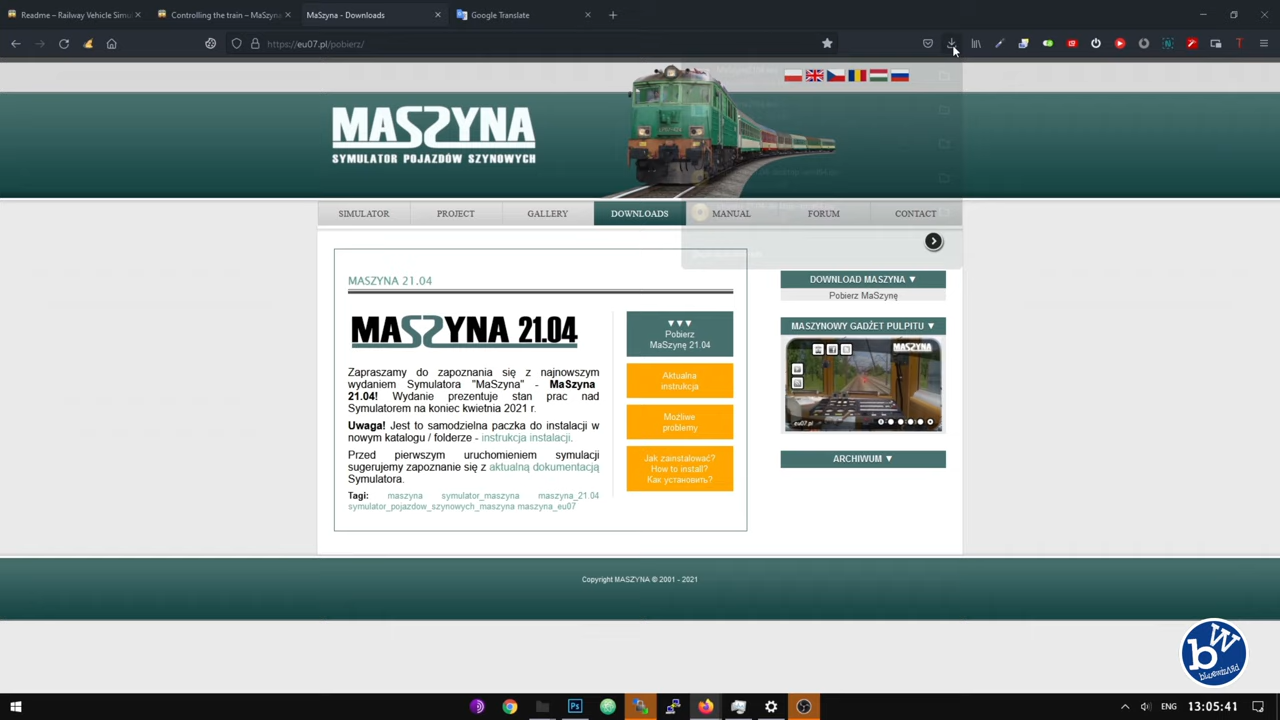 Readme – Railway Vehicle Simu
Controlling the train – MaSzyna
MaSzyna - Downloads
Google Translate
https://eu07.pl/pobierz/
MASZYNA
SYMULATOR POJAZDÓW SZYNOWYCH
SIMULATOR
PROJECT
GALLERY
DOWNLOADS
MANUAL
FORUM
CONTACT
MASZYNA 21.04
MASZYNA 21.04
Zapraszamy do zapoznania się z najnowszym
wydaniem Symulatora "MaSzyna" - MaSzyna
21.04! Wydanie prezentuje stan prac nad
Symulatorem na koniec kwietnia 2021 r.
Uwaga! Jest to samodzielna paczka do instalacji w
nowym katalogu / folderze - instrukcja instalacji.
Przed pierwszym uruchomieniem symulacji
sugerujemy zapoznanie się z aktualną dokumentacją
Symulatora.
Tagi: maszyna symulator_maszyna maszyna_21.04
symulator_pojazdow_szynowych_maszyna maszyna_eu07
▼▼▼
Pobierz
MaSzynę 21.04
Aktualna
instrukcja
Możliwe
problemy
Jak zainstalować?
How to install?
Как установить?
DOWNLOAD MASZYNA ▼
Pobierz MaSzynę
MASZYNOWY GADŻET PULPITU ▼
MASZYNA
eu07.pl
ARCHIWUM ▼
Copyright MASZYNA © 2001 - 2021
bW
bluewizard
ENG
13:05:41